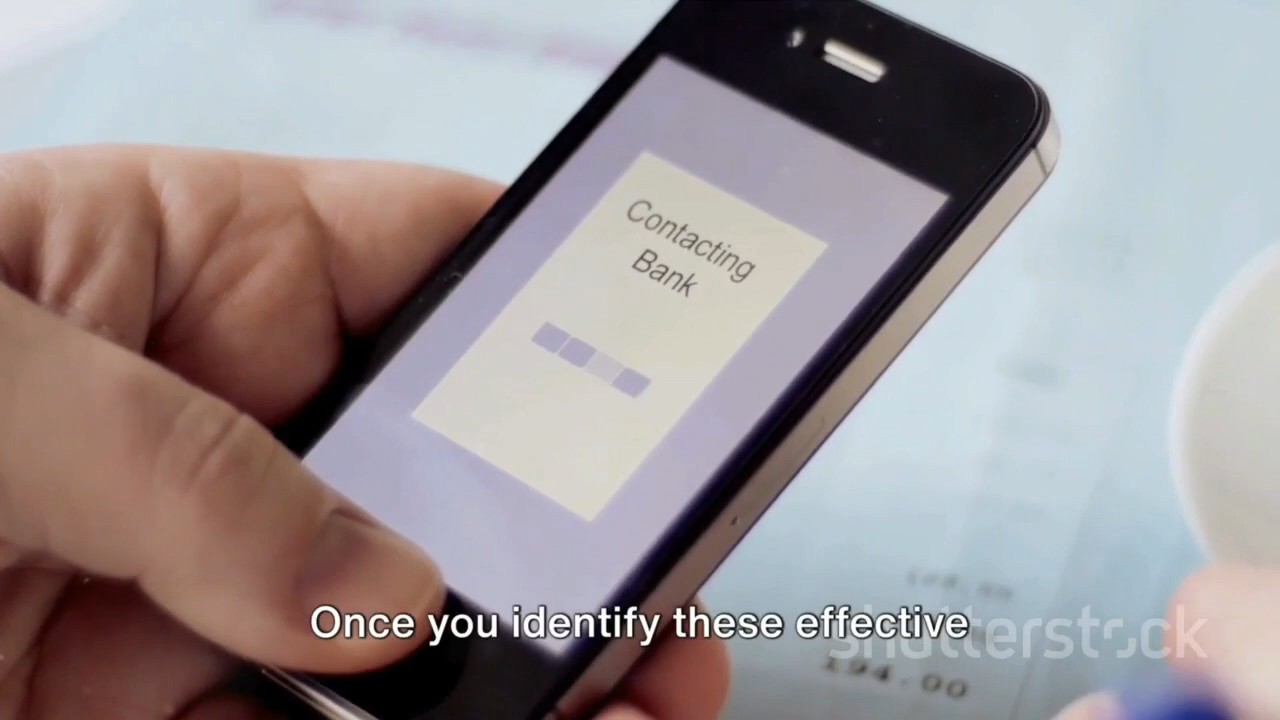 Contacting
Bank
Once you identify these effective
shutterstock
194.00